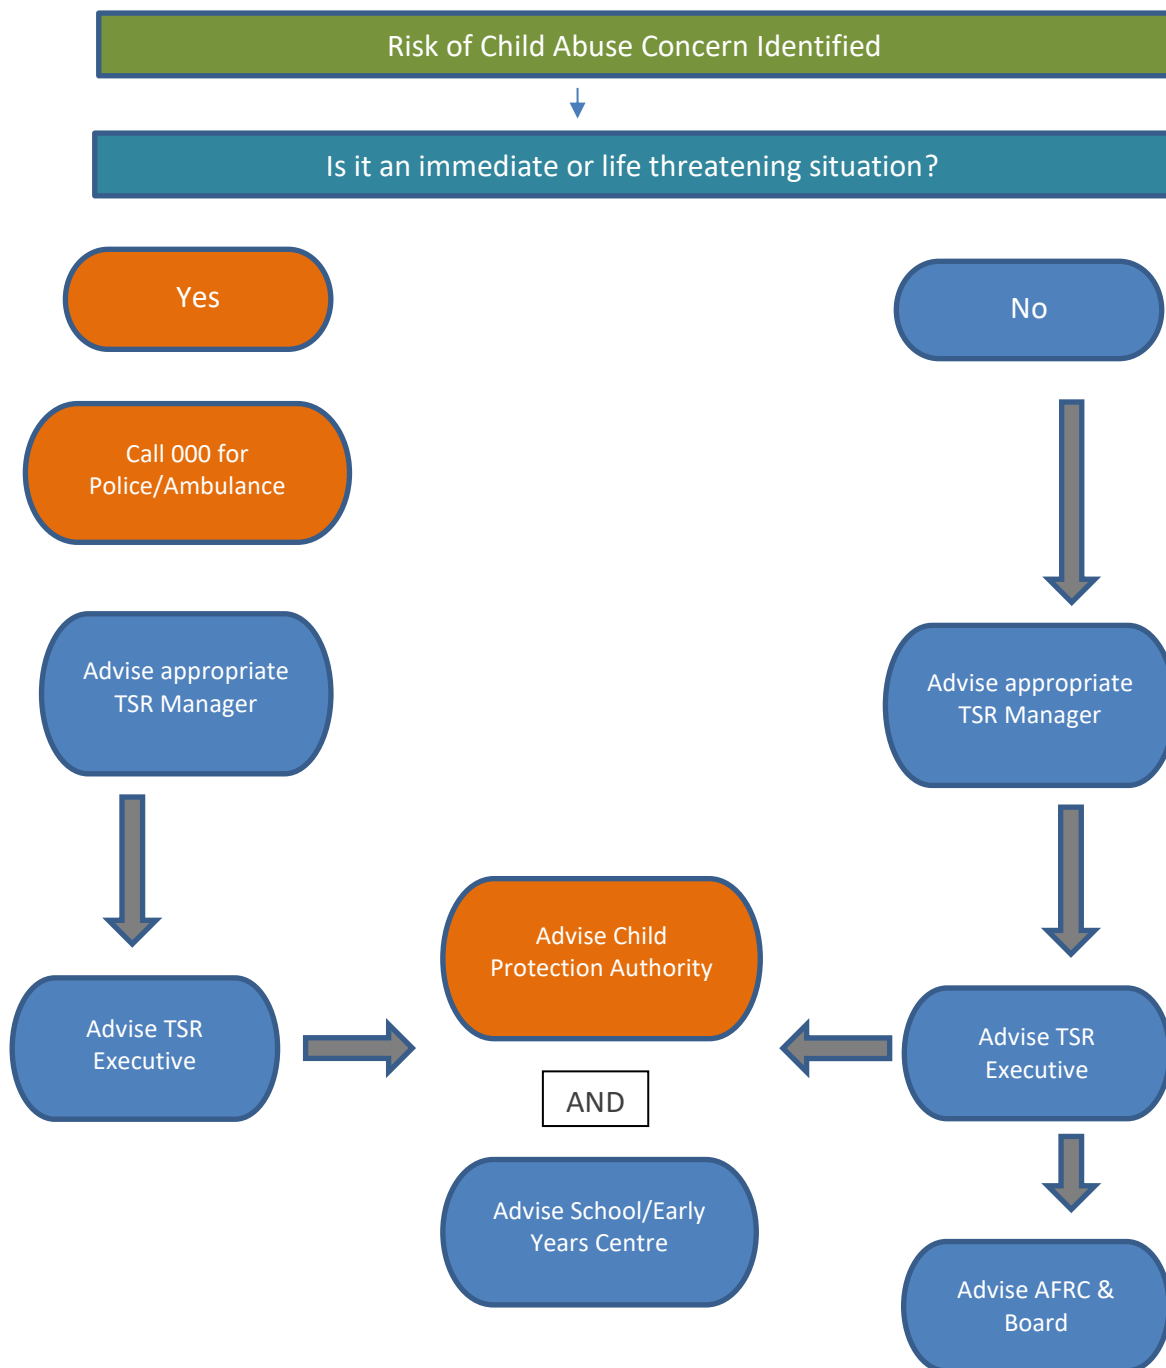 Risk of Child Abuse Concern Identified
Is it an immediate or life threatening situation?
Yes
No
Call 000 for
Police/Ambulance
Advise appropriate
TSR Manager
Advise appropriate
TSR Manager
Advise Child
Protection Authority
Advise TSR
Executive
Advise TSR
Executive
AND
Advise School/Early
Years Centre
Advise AFRC &
Board